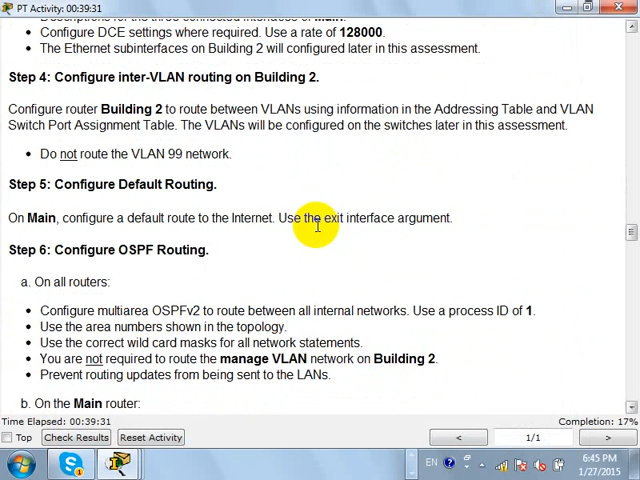 PT Activity: 00:39:31
Descriptions for the three connected interfaces of Main.
• Configure DCE settings where required. Use a rate of 128000.
• The Ethernet subinterfaces on Building 2 will configured later in this assessment.
Step 4: Configure inter-VLAN routing on Building 2.
Configure router Building 2 to route between VLANs using information in the Addressing Table and VLAN
Switch Port Assignment Table. The VLANs will be configured on the switches later in this assessment.
• Do not route the VLAN 99 network.
Step 5: Configure Default Routing.
On Main, configure a default route to the Internet. Use the exit interface argument.
Step 6: Configure OSPF Routing.
a. On all routers:
• Configure multiarea OSPFv2 to route between all internal networks. Use a process ID of 1.
• Use the area numbers shown in the topology.
• Use the correct wild card masks for all network statements.
• You are not required to route the manage VLAN network on Building 2.
• Prevent routing updates from being sent to the LANs.
b. On the Main router:
Time Elapsed: 00:39:31 Completion: 17%
Top Check Results Reset Activity < 1/1 >
EN 6:45 PM
1/27/2015